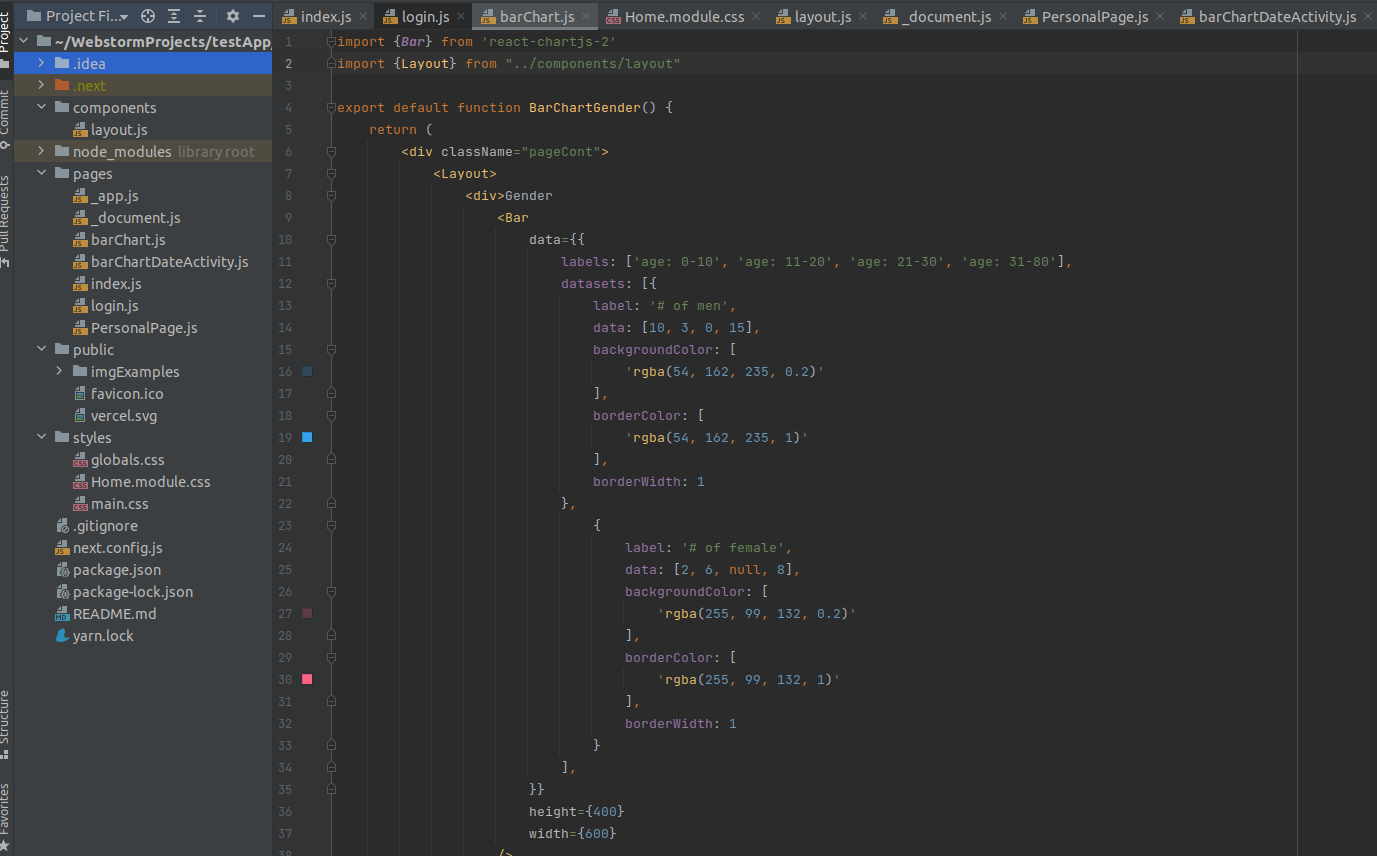 Project Fi...
index.js
login.js
barChart.js
Home.module.css
layout.js
_document.js
PersonalPage.js
barChartDateActivity.js
Project
Commit
Pull Requests
Structure
Favorites
~/WebstormProjects/testApp
.idea
.next
components
layout.js
node_modules library root
pages
_app.js
_document.js
barChart.js
barChartDateActivity.js
index.js
login.js
PersonalPage.js
public
imgExamples
favicon.ico
vercel.svg
styles
globals.css
Home.module.css
main.css
.gitignore
next.config.js
package.json
package-lock.json
README.md
yarn.lock
1 import {Bar} from 'react-chartjs-2'
2 import {Layout} from "../components/layout"
3
4 export default function BarChartGender() {
5 return (
6 <div className="pageCont">
7 <Layout>
8 <div>Gender
9 <Bar
10 data={{
11 labels: ['age: 0-10', 'age: 11-20', 'age: 21-30', 'age: 31-80'],
12 datasets: [{
13 label: '# of men',
14 data: [10, 3, 0, 15],
15 backgroundColor: [
16 'rgba(54, 162, 235, 0.2)'
17 ],
18 borderColor: [
19 'rgba(54, 162, 235, 1)'
20 ],
21 borderWidth: 1
22 },
23 {
24 label: '# of female',
25 data: [2, 6, null, 8],
26 backgroundColor: [
27 'rgba(255, 99, 132, 0.2)'
28 ],
29 borderColor: [
30 'rgba(255, 99, 132, 1)'
31 ],
32 borderWidth: 1
33 }
34 ],
35 }}
36 height={400}
37 width={600}
38 />